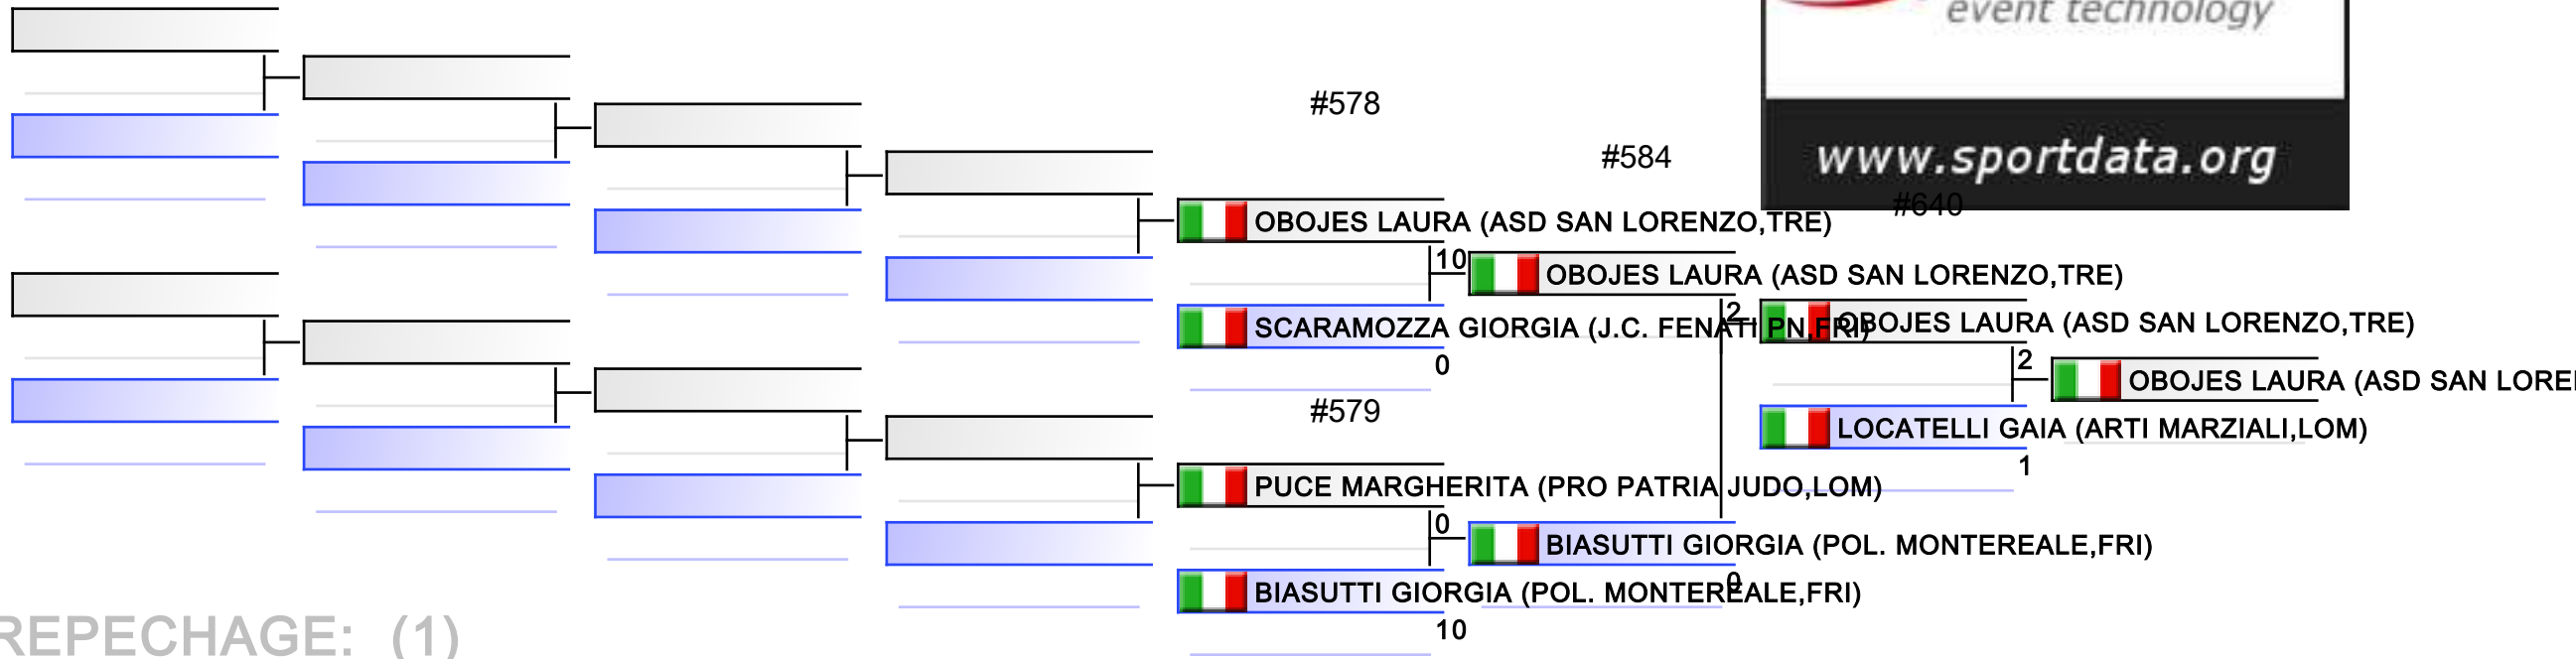 event technology
#578
#584
www.sportdata.org
#640
OBOJES LAURA (ASD SAN LORENZO,TRE)
10
OBOJES LAURA (ASD SAN LORENZO,TRE)
2
OBOJES LAURA (ASD SAN LORENZO,TRE)
SCARAMOZZA GIORGIA (J.C. FENATI PN,FRI)
0
2
OBOJES LAURA (ASD SAN LORE
#579
LOCATELLI GAIA (ARTI MARZIALI,LOM)
1
PUCE MARGHERITA (PRO PATRIA JUDO,LOM)
0
BIASUTTI GIORGIA (POL. MONTEREALE,FRI)
0
BIASUTTI GIORGIA (POL. MONTEREALE,FRI)
10
REPECHAGE: (1)